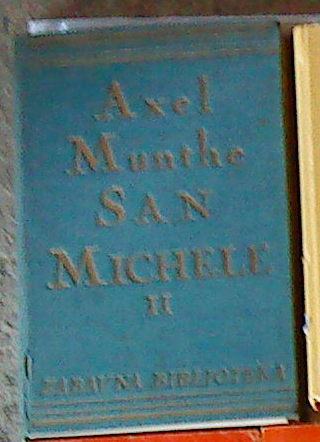 Axel
Munthe
SAN
MICHELE
II
ZABAVNA BIBLIOTEKA